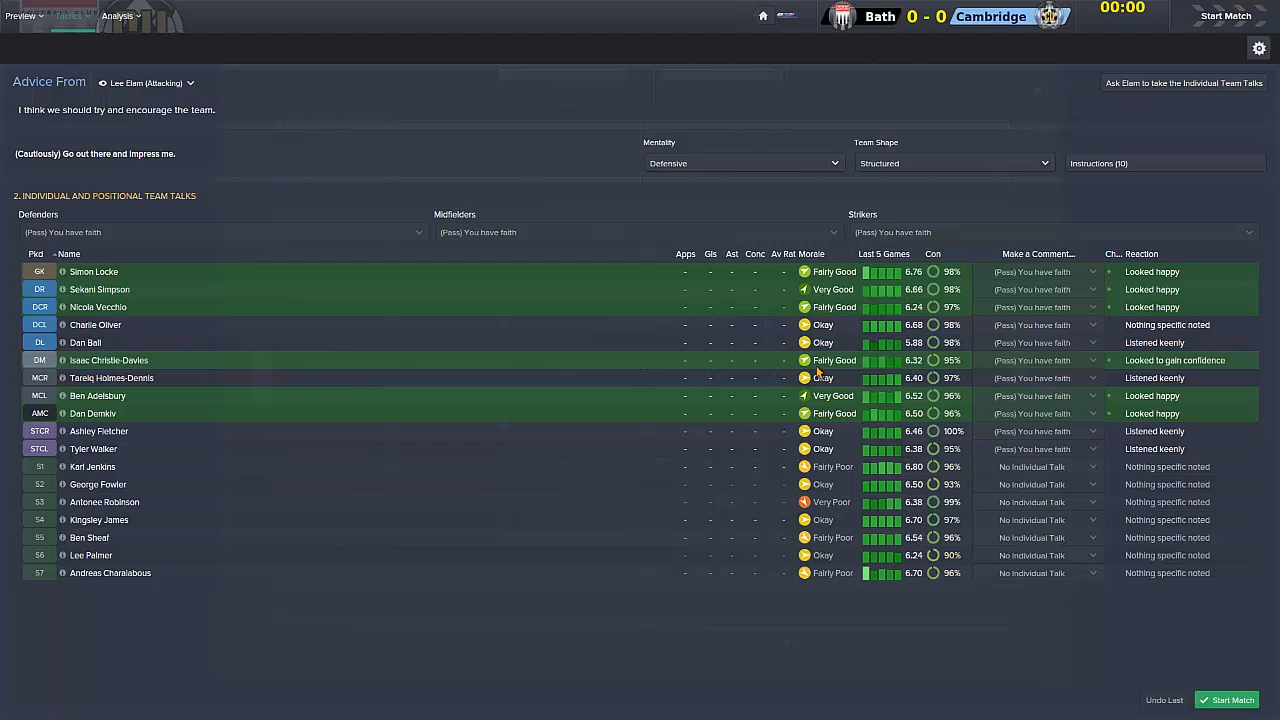 Preview Tactics Analysis Bath 0 - 0 Cambridge 00:00 Start Match
Advice From Lee Elam (Attacking) Ask Elam to take the Individual Team Talks
I think we should try and encourage the team.
Mentality Team Shape
(Cautiously) Go out there and impress me. Defensive Structured Instructions (10)
2. INDIVIDUAL AND POSITIONAL TEAM TALKS
Defenders Midfielders Strikers
(Pass) You have faith (Pass) You have faith (Pass) You have faith
Pkd Name Apps Gls Ast Conc Av Rat Morale Last 5 Games Con Make a Comment... Ch... Reaction
GK Simon Locke - - - - - Fairly Good 6.76 98% (Pass) You have faith + Looked happy
DR Sekani Simpson - - - - - Very Good 6.66 98% (Pass) You have faith + Looked happy
DCR Nicola Vecchio - - - - - Fairly Good 6.24 97% (Pass) You have faith + Looked happy
DCL Charlie Oliver - - - - - Okay 6.68 98% (Pass) You have faith Nothing specific noted
DL Dan Ball - - - - - Okay 5.88 98% (Pass) You have faith Listened keenly
DM Isaac Christie-Davies - - - - - Fairly Good 6.32 95% (Pass) You have faith + Looked to gain confidence
MCR Tareiq Holmes-Dennis - - - - - Okay 6.40 97% (Pass) You have faith Listened keenly
MCL Ben Adelsbury - - - - - Very Good 6.52 96% (Pass) You have faith + Looked happy
AMC Dan Demkiv - - - - - Fairly Good 6.50 96% (Pass) You have faith + Looked happy
STCR Ashley Fletcher - - - - - Okay 6.46 100% (Pass) You have faith Listened keenly
STCL Tyler Walker - - - - - Okay 6.38 95% (Pass) You have faith Listened keenly
S1 Karl Jenkins - - - - - Fairly Poor 6.80 96% No Individual Talk Nothing specific noted
S2 George Fowler - - - - - Okay 6.50 93% No Individual Talk Nothing specific noted
S3 Antonee Robinson - - - - - Very Poor 6.38 99% No Individual Talk Nothing specific noted
S4 Kingsley James - - - - - Okay 6.70 97% No Individual Talk Nothing specific noted
S5 Ben Sheaf - - - - - Fairly Poor 6.54 96% No Individual Talk Nothing specific noted
S6 Lee Palmer - - - - - Okay 6.24 90% No Individual Talk Nothing specific noted
S7 Andreas Charalabous - - - - - Fairly Poor 6.70 96% No Individual Talk Nothing specific noted
Undo Last Start Match